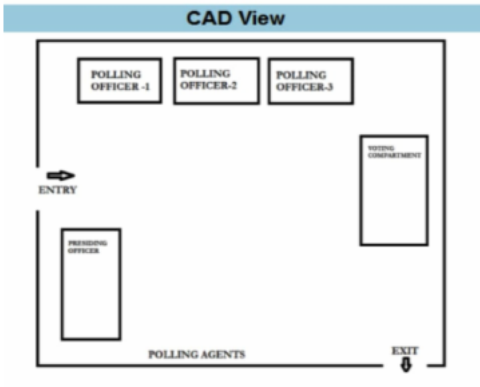 CAD View
POLLING
OFFICER -1
POLLING
OFFICER-2
POLLING
OFFICER-3
VOTING
COMPARTMENT
ENTRY
PRESIDING
OFFICER
POLLING AGENTS
EXIT